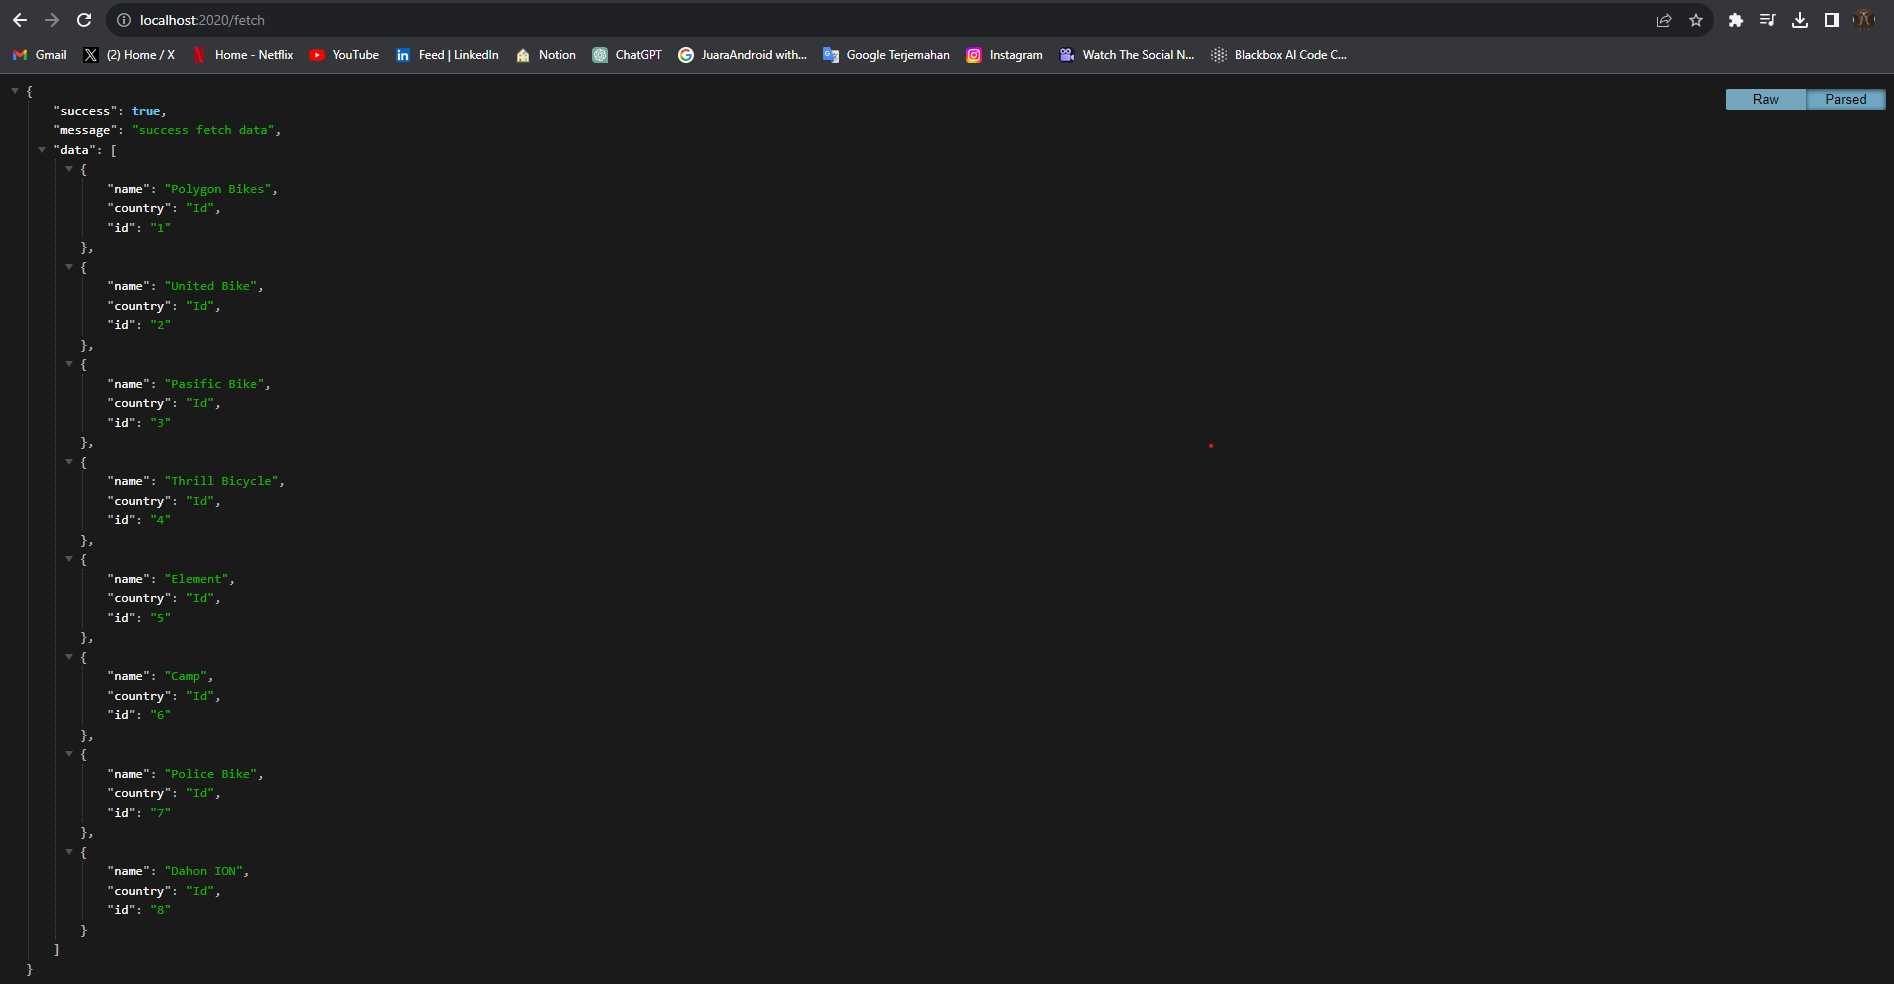 localhost:2020/fetch
Gmail (2) Home / X Home - Netflix YouTube Feed | LinkedIn Notion ChatGPT JuaraAndroid with... Google Terjemahan Instagram Watch The Social N... Blackbox AI Code C...
{
Raw Parsed
"success": true,
"message": "success fetch data",
"data": [
{
"name": "Polygon Bikes",
"country": "Id",
"id": "1"
},
{
"name": "United Bike",
"country": "Id",
"id": "2"
},
{
"name": "Pasific Bike",
"country": "Id",
"id": "3"
},
{
"name": "Thrill Bicycle",
"country": "Id",
"id": "4"
},
{
"name": "Element",
"country": "Id",
"id": "5"
},
{
"name": "Camp",
"country": "Id",
"id": "6"
},
{
"name": "Police Bike",
"country": "Id",
"id": "7"
},
{
"name": "Dahon ION",
"country": "Id",
"id": "8"
}
]
}